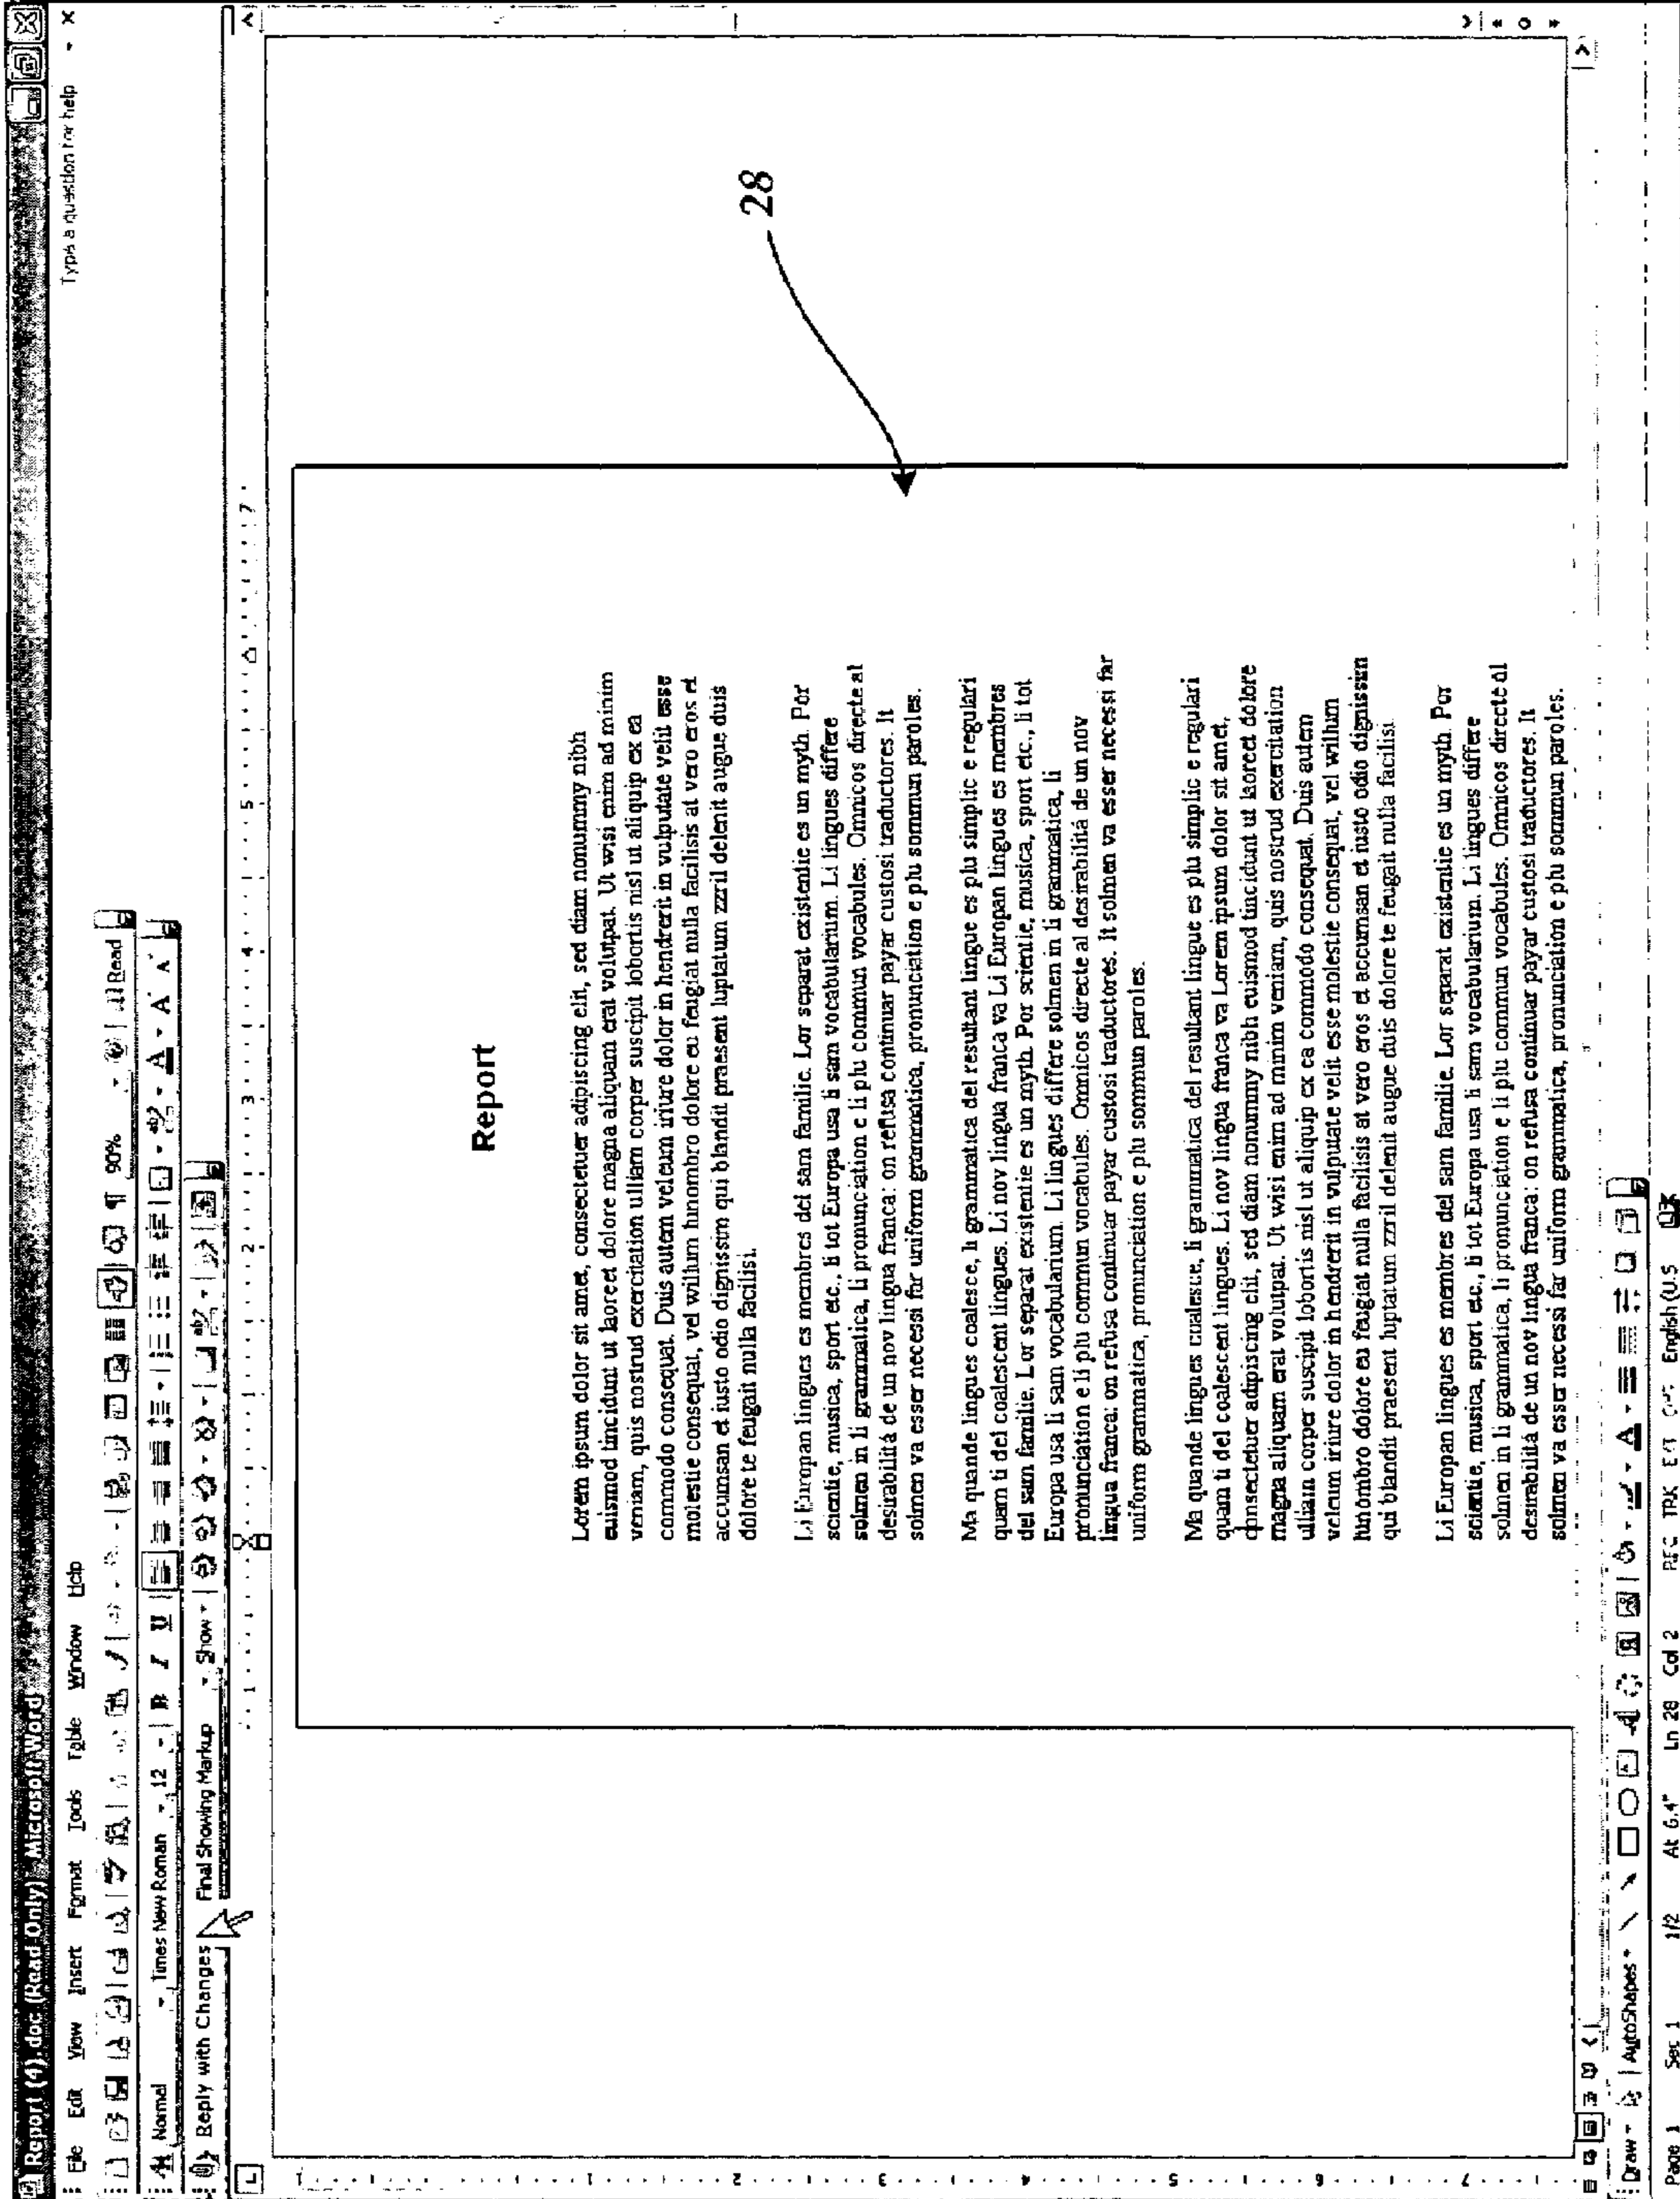 Report (4).doc (Read Only) - Microsoft Word
File Edit View Insert Format Tools Table Window Help Type a question for help
90% Read
Normal Times New Roman 12 B I U
Reply with Changes Final Showing Markup Show
1 1 2 3 4 5 7
Report
Lorem ipsum dolor sit amet, consectetuer adipiscing elit, sed diam nonummy nibh
euismod tincidunt ut laoreet dolore magna aliquam erat volutpat. Ut wisi enim ad minim
veniam, quis nostrud exercitation ulliam corper suscipit lobortis nisl ut aliquip ex ea
commodo consequat. Duis autem veleum iriure dolor in hendrerit in vulputate velit esse
molestie consequat, vel willum lunombro dolore eu feugiat nulla facilisis at vero eros et
accumsan et iusto odo dignissim qui blandit praesent luptatum zzril delenit augue duis
dolore te feugait nulla facilisi.
Li Europan lingues es membres del sam familie. Lor separat existentie es un myth. Por
scientie, musica, sport etc., li tot Europa usa li sam vocabularium. Li lingues differe
solmen in li grammatica, li pronunciation e li plu commun vocabules. Omnicos directe al
desirabilitá de un nov lingua franca: on refusa continuar payar custosi traductores. It
solmen va esser necessi far uniform grammatica, pronunciation e plu sommun paroles.
Ma quande lingues coalesce, li grammatica del resultant lingue es plu simplic e regulari
quam ti del coalescent lingues. Li nov lingua franca va Li Europan lingues es membres
del sam familie. Lor separat existentie es un myth. Por scientie, musica, sport etc., li tot
Europa usa li sam vocabularium. Li lingues differe solmen in li grammatica, li
pronunciation e li plu commun vocabules. Omnicos directe al desirabilitá de un nov
lingua franca: on refusa continuar payar custosi traductores. It solmen va esser necessi far
uniform grammatica, pronunciation e plu sommun paroles.
Ma quande lingues coalesce, li grammatica del resultant lingue es plu simplic e regulari
quam ti del coalescent lingues. Li nov lingua franca va Lorem ipsum dolor sit amet,
consectetuer adipiscing elit, sed diam nonummy nibh euismod tincidunt ut laoreet dolore
magna aliquam erat volutpat. Ut wisi enim ad minim veniam, quis nostrud exercitation
ulliam corper suscipit lobortis nisl ut aliquip ex ea commodo consequat. Duis autem
veleum iriure dolor in hendrerit in vulputate velit esse molestie consequat, vel wilhum
lunombro dolore eu feugiat nulla facilisis at vero eros et accumsan et iusto odio dignissim
qui blandit praesent luptatum zzril delenit augue duis dolore te feugait nulla facilisi
Li Europan lingues es membres del sam familie. Lor separat existentie es un myth. Por
scientie, musica, sport etc., li tot Europa usa li sam vocabularium. Li lingues differe
solmen in li grammatica, li pronunciation e li plu commun vocabules. Omnicos directe al
desirabilitá de un nov lingua franca: on refusa continuar payar custosi traductores. It
solmen va esser necessi far uniform grammatica, pronunciation e plu sommun paroles.
28
Draw AutoShapes
Page 1 Sec 1 1/2 At 6.4" Ln 28 Col 2 REC TRK EXT OVR English (U.S